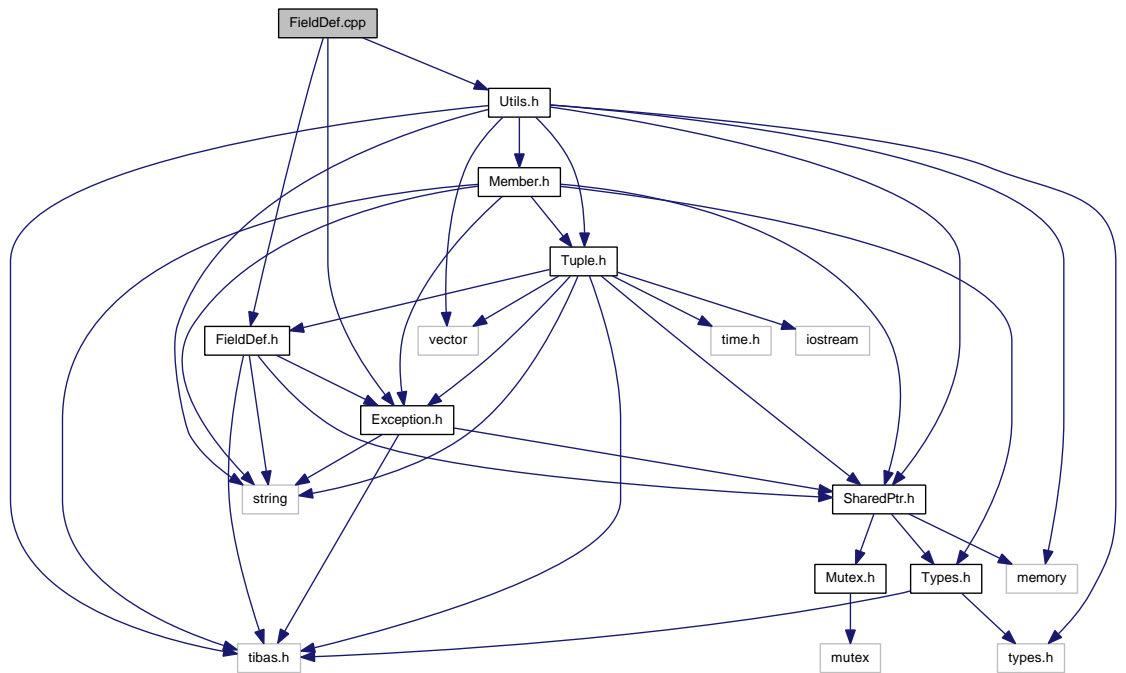 FieldDef.cpp
Utils.h
Member.h
Tuple.h
FieldDef.h
vector
time.h
iostream
Exception.h
string
SharedPtr.h
Mutex.h
Types.h
memory
tibas.h
mutex
types.h